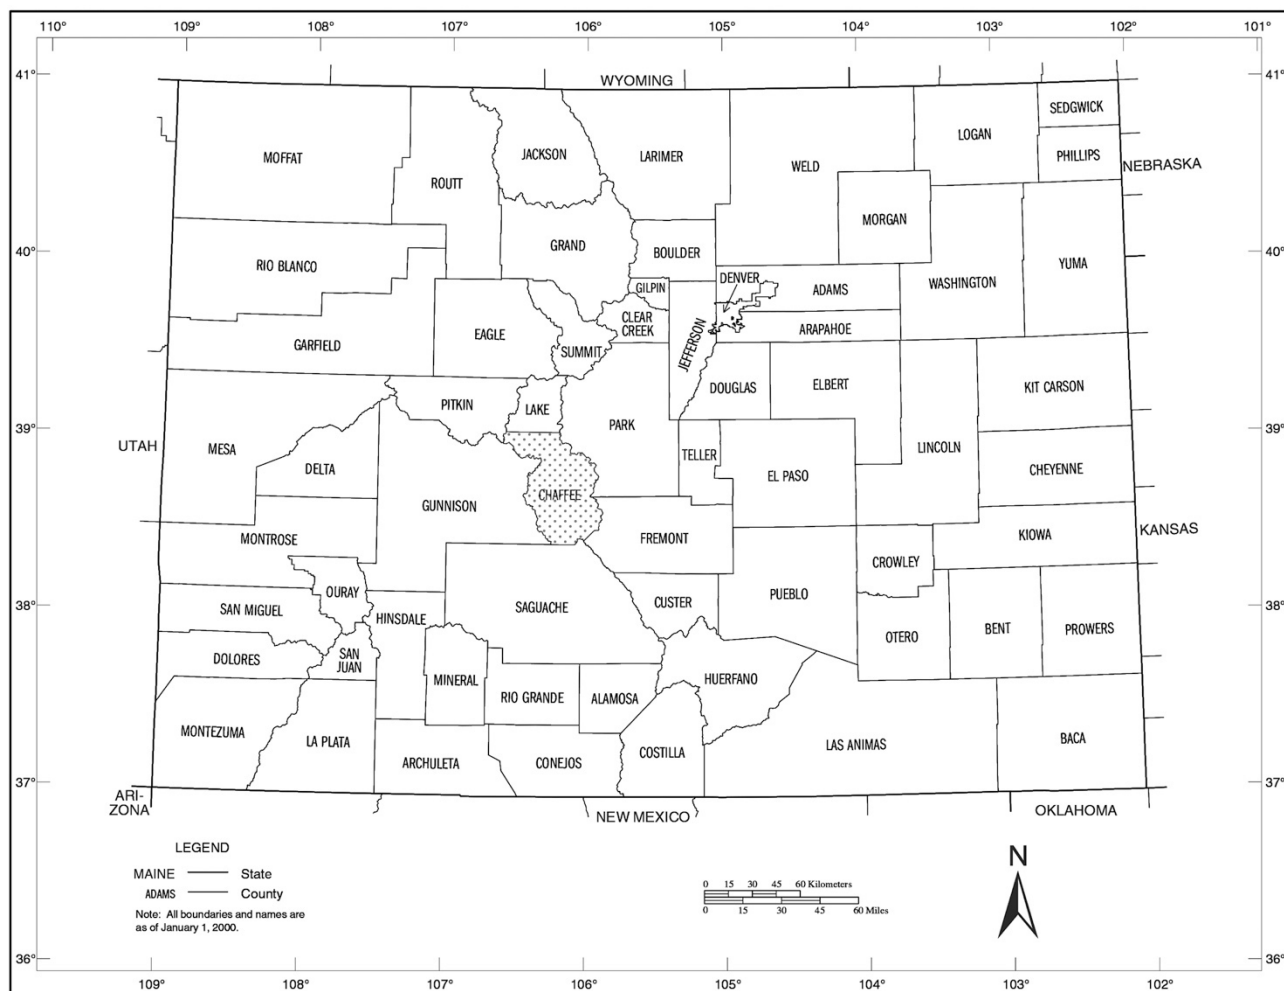 110° 109° 108° 107° 106° 105° 104° 103° 102° 101°
41° 41°
WYOMING
SEDGWICK
LOGAN
JACKSON LARIMER
MOFFAT WELD
PHILLIPS
NEBRASKA
ROUTT
MORGAN
GRAND
40° 40°
BOULDER
RIO BLANCO YUMA
DENVER
GILPIN ADAMS WASHINGTON
CLEAR
CREEK
ARAPAHOE
EAGLE
JEFFERSON
GARFIELD
SUMMIT
DOUGLAS ELBERT KIT CARSON
PITKIN
LAKE
PARK
39° 39°
UTAH
MESA
TELLER LINCOLN
DELTA CHEYENNE
EL PASO
CHAFFEE
GUNNISON
KANSAS
MONTROSE FREMONT KIOWA
CROWLEY
OURAY PUEBLO
38° 38°
SAN MIGUEL SAGUACHE CUSTER
HINSDALE
OTERO BENT PROWERS
DOLORES
SAN
JUAN
MINERAL HUERFANO
RIO GRANDE ALAMOSA
MONTEZUMA LA PLATA LAS ANIMAS BACA
COSTILLA
ARCHULETA CONEJOS
37° 37°
ARI-
ZONA
NEW MEXICO OKLAHOMA
LEGEND
MAINE State
ADAMS County
Note: All boundaries and names are
as of January 1, 2000.
0 15 30 45 60 Kilometers
0 15 30 45 60 Miles
N
36° 36°
109° 108° 107° 106° 105° 104° 103° 102°